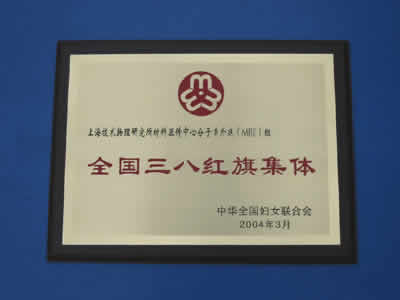 上海技术物理研究所材料器件中心分子束外延（MBE）组
全国三八红旗集体
中华全国妇女联合会
2004年3月